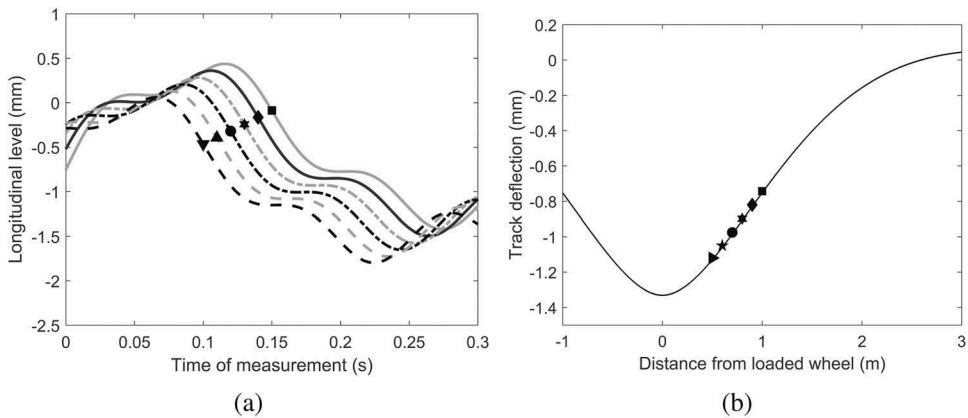 1
0.5
0
-0.5
-1
-1.5
-2
-2.5
0 0.05 0.1 0.15 0.2 0.25 0.3
Longitudinal level (mm)
Time of measurement (s)
(a)
0.2
0
-0.2
-0.4
-0.6
-0.8
-1
-1.2
-1.4
-1 0 1 2 3
Track deflection (mm)
Distance from loaded wheel (m)
(b)